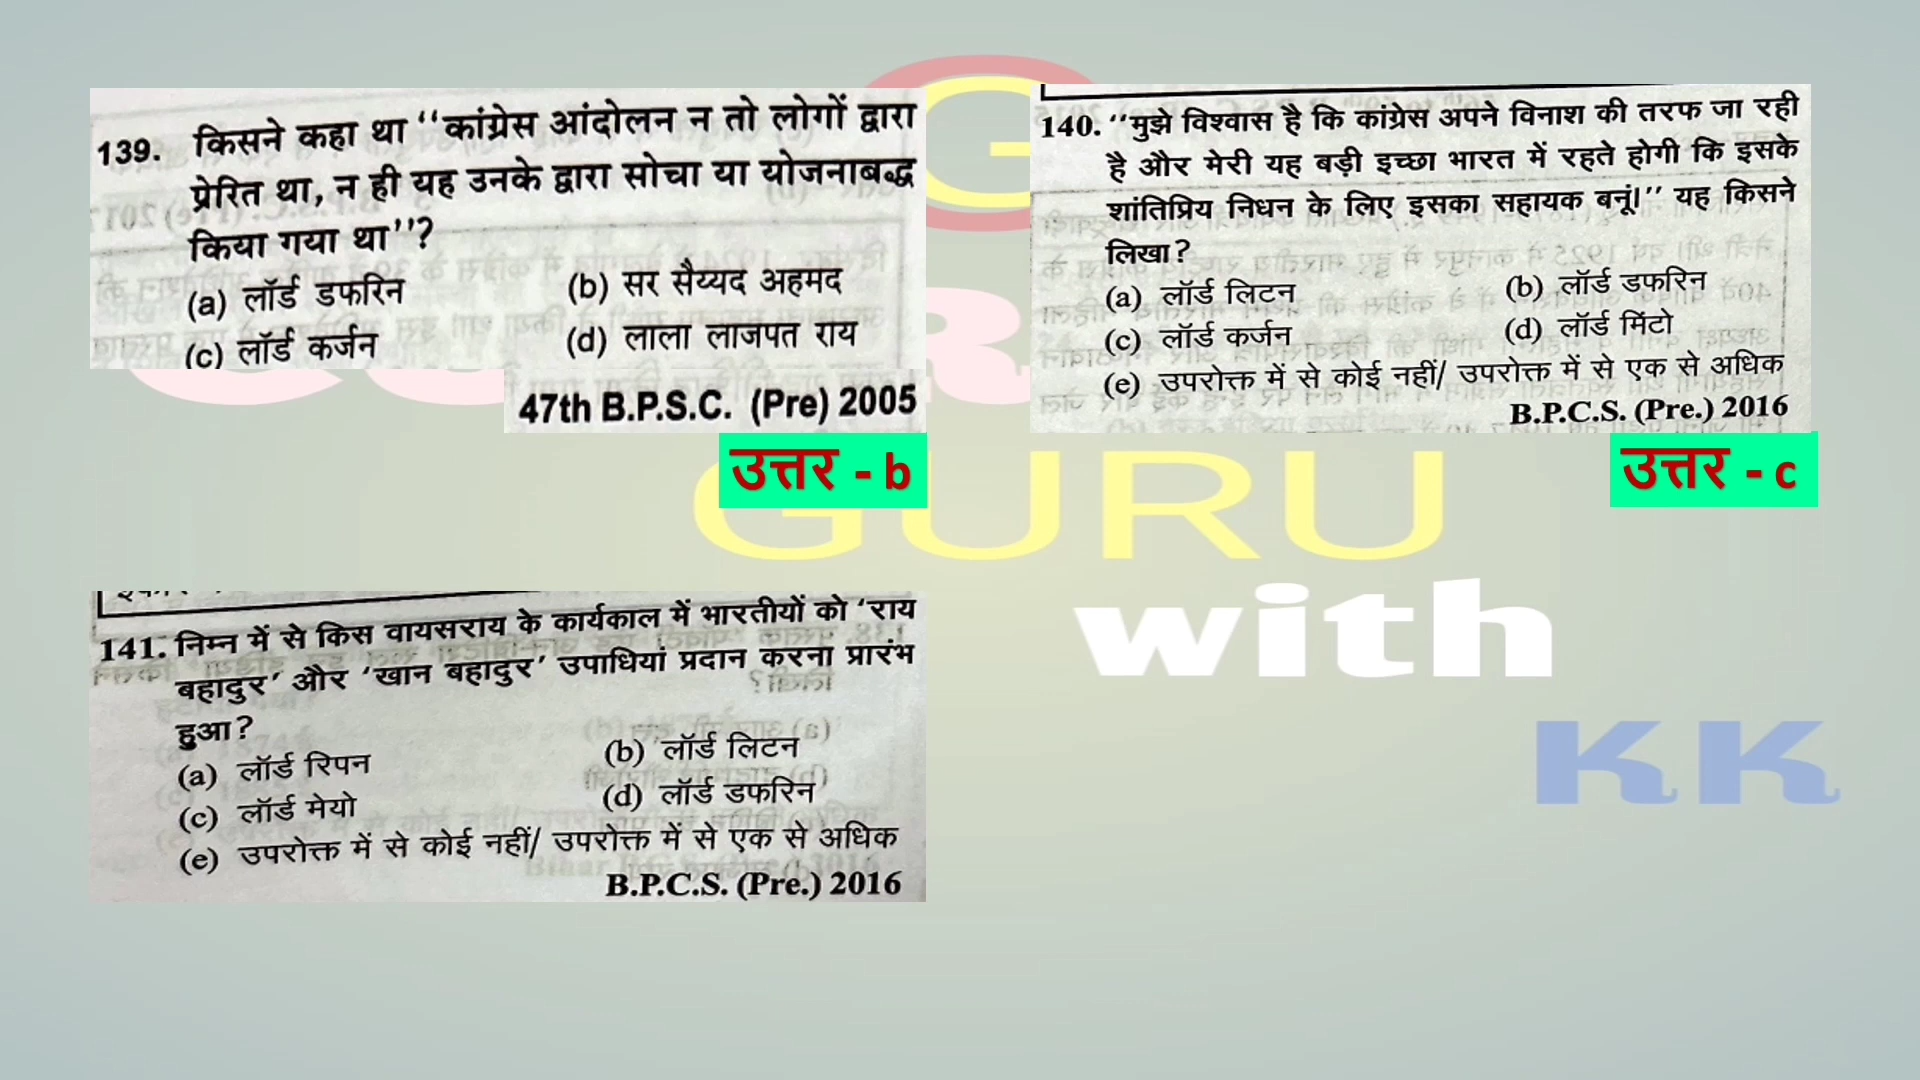 139. किसने कहा था ‘‘कांग्रेस आंदोलन न तो लोगों द्वारा
प्रेरित था, न ही यह उनके द्वारा सोचा या योजनाबद्ध
किया गया था’’?
(a) लॉर्ड डफरिन (b) सर सैय्यद अहमद
(c) लॉर्ड कर्जन (d) लाला लाजपत राय
47th B.P.S.C. (Pre) 2005
उत्तर - b
140. ‘‘मुझे विश्वास है कि कांग्रेस अपने विनाश की तरफ जा रही
है और मेरी यह बड़ी इच्छा भारत में रहते होगी कि इसके
शांतिप्रिय निधन के लिए इसका सहायक बनूं।’’ यह किसने
लिखा?
(a) लॉर्ड लिटन (b) लॉर्ड डफरिन
(c) लॉर्ड कर्जन (d) लॉर्ड मिंटो
(e) उपरोक्त में से कोई नहीं/ उपरोक्त में से एक से अधिक
B.P.C.S. (Pre.) 2016
उत्तर - c
141. निम्न में से किस वायसराय के कार्यकाल में भारतीयों को ‘राय
बहादुर’ और ‘खान बहादुर’ उपाधियां प्रदान करना प्रारंभ
हुआ?
(a) लॉर्ड रिपन (b) लॉर्ड लिटन
(c) लॉर्ड मेयो (d) लॉर्ड डफरिन
(e) उपरोक्त में से कोई नहीं/ उपरोक्त में से एक से अधिक
B.P.C.S. (Pre.) 2016
G
GURU
with
KK